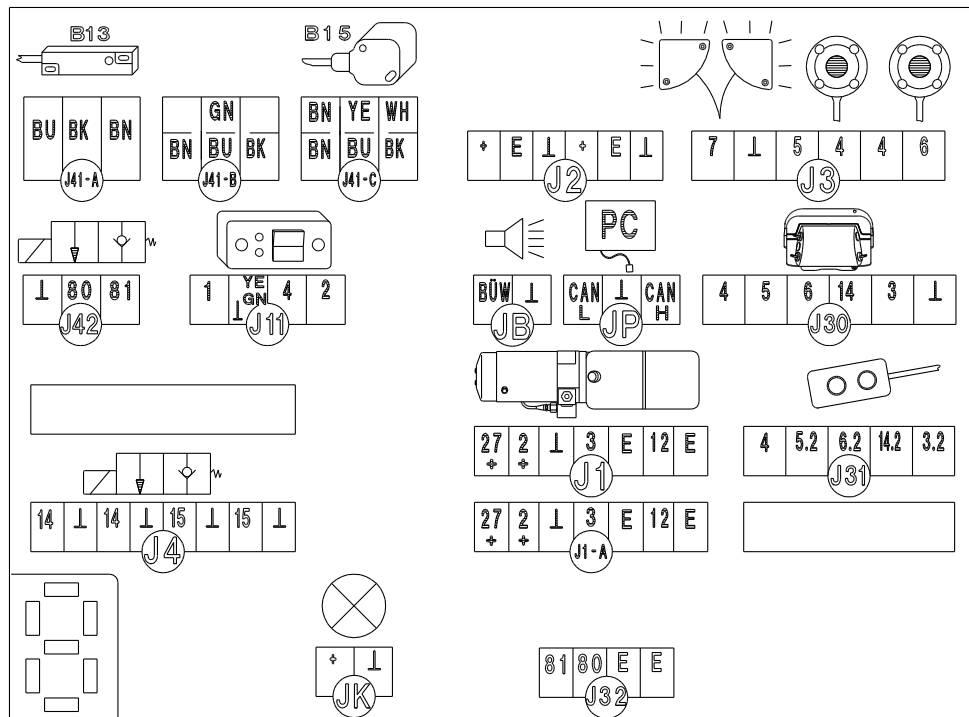 B13 B15
BU BK BN
J41-A
GN
BN BU BK
J41-B
BN YE WH
BN BU BK
J41-C
+ E ⊥ + E ⊥
J2
7 ⊥ 5 4 4 6
J3
⊥ 80 81
J42
1 ⊥ YE GN 4 2
J11
PC
BÜW ⊥
JB
CAN L ⊥ CAN H
JP
4 5 6 14 3 ⊥
J30
27 + 2 + ⊥ 3 E 12 E
J1
4 5.2 6.2 14.2 3.2
J31
14 ⊥ 14 ⊥ 15 ⊥ 15 ⊥
J4
27 + 2 + ⊥ 3 E 12 E
J1-A
+ ⊥
JK
81 80 E E
J32